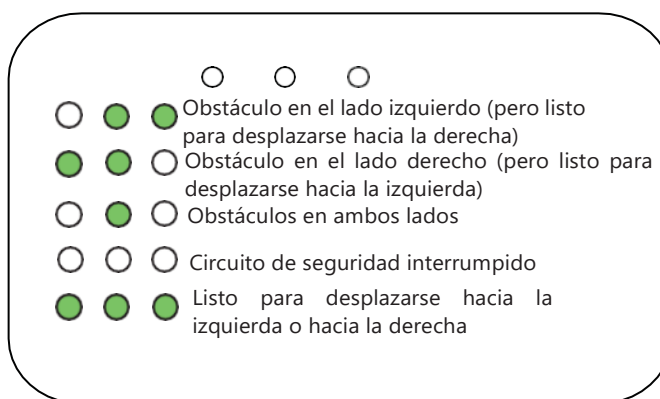 Obstáculo en el lado izquierdo (pero listo
para desplazarse hacia la derecha)
Obstáculo en el lado derecho (pero listo para
desplazarse hacia la izquierda)
Obstáculos en ambos lados
Circuito de seguridad interrumpido
Listo para desplazarse hacia la
izquierda o hacia la derecha